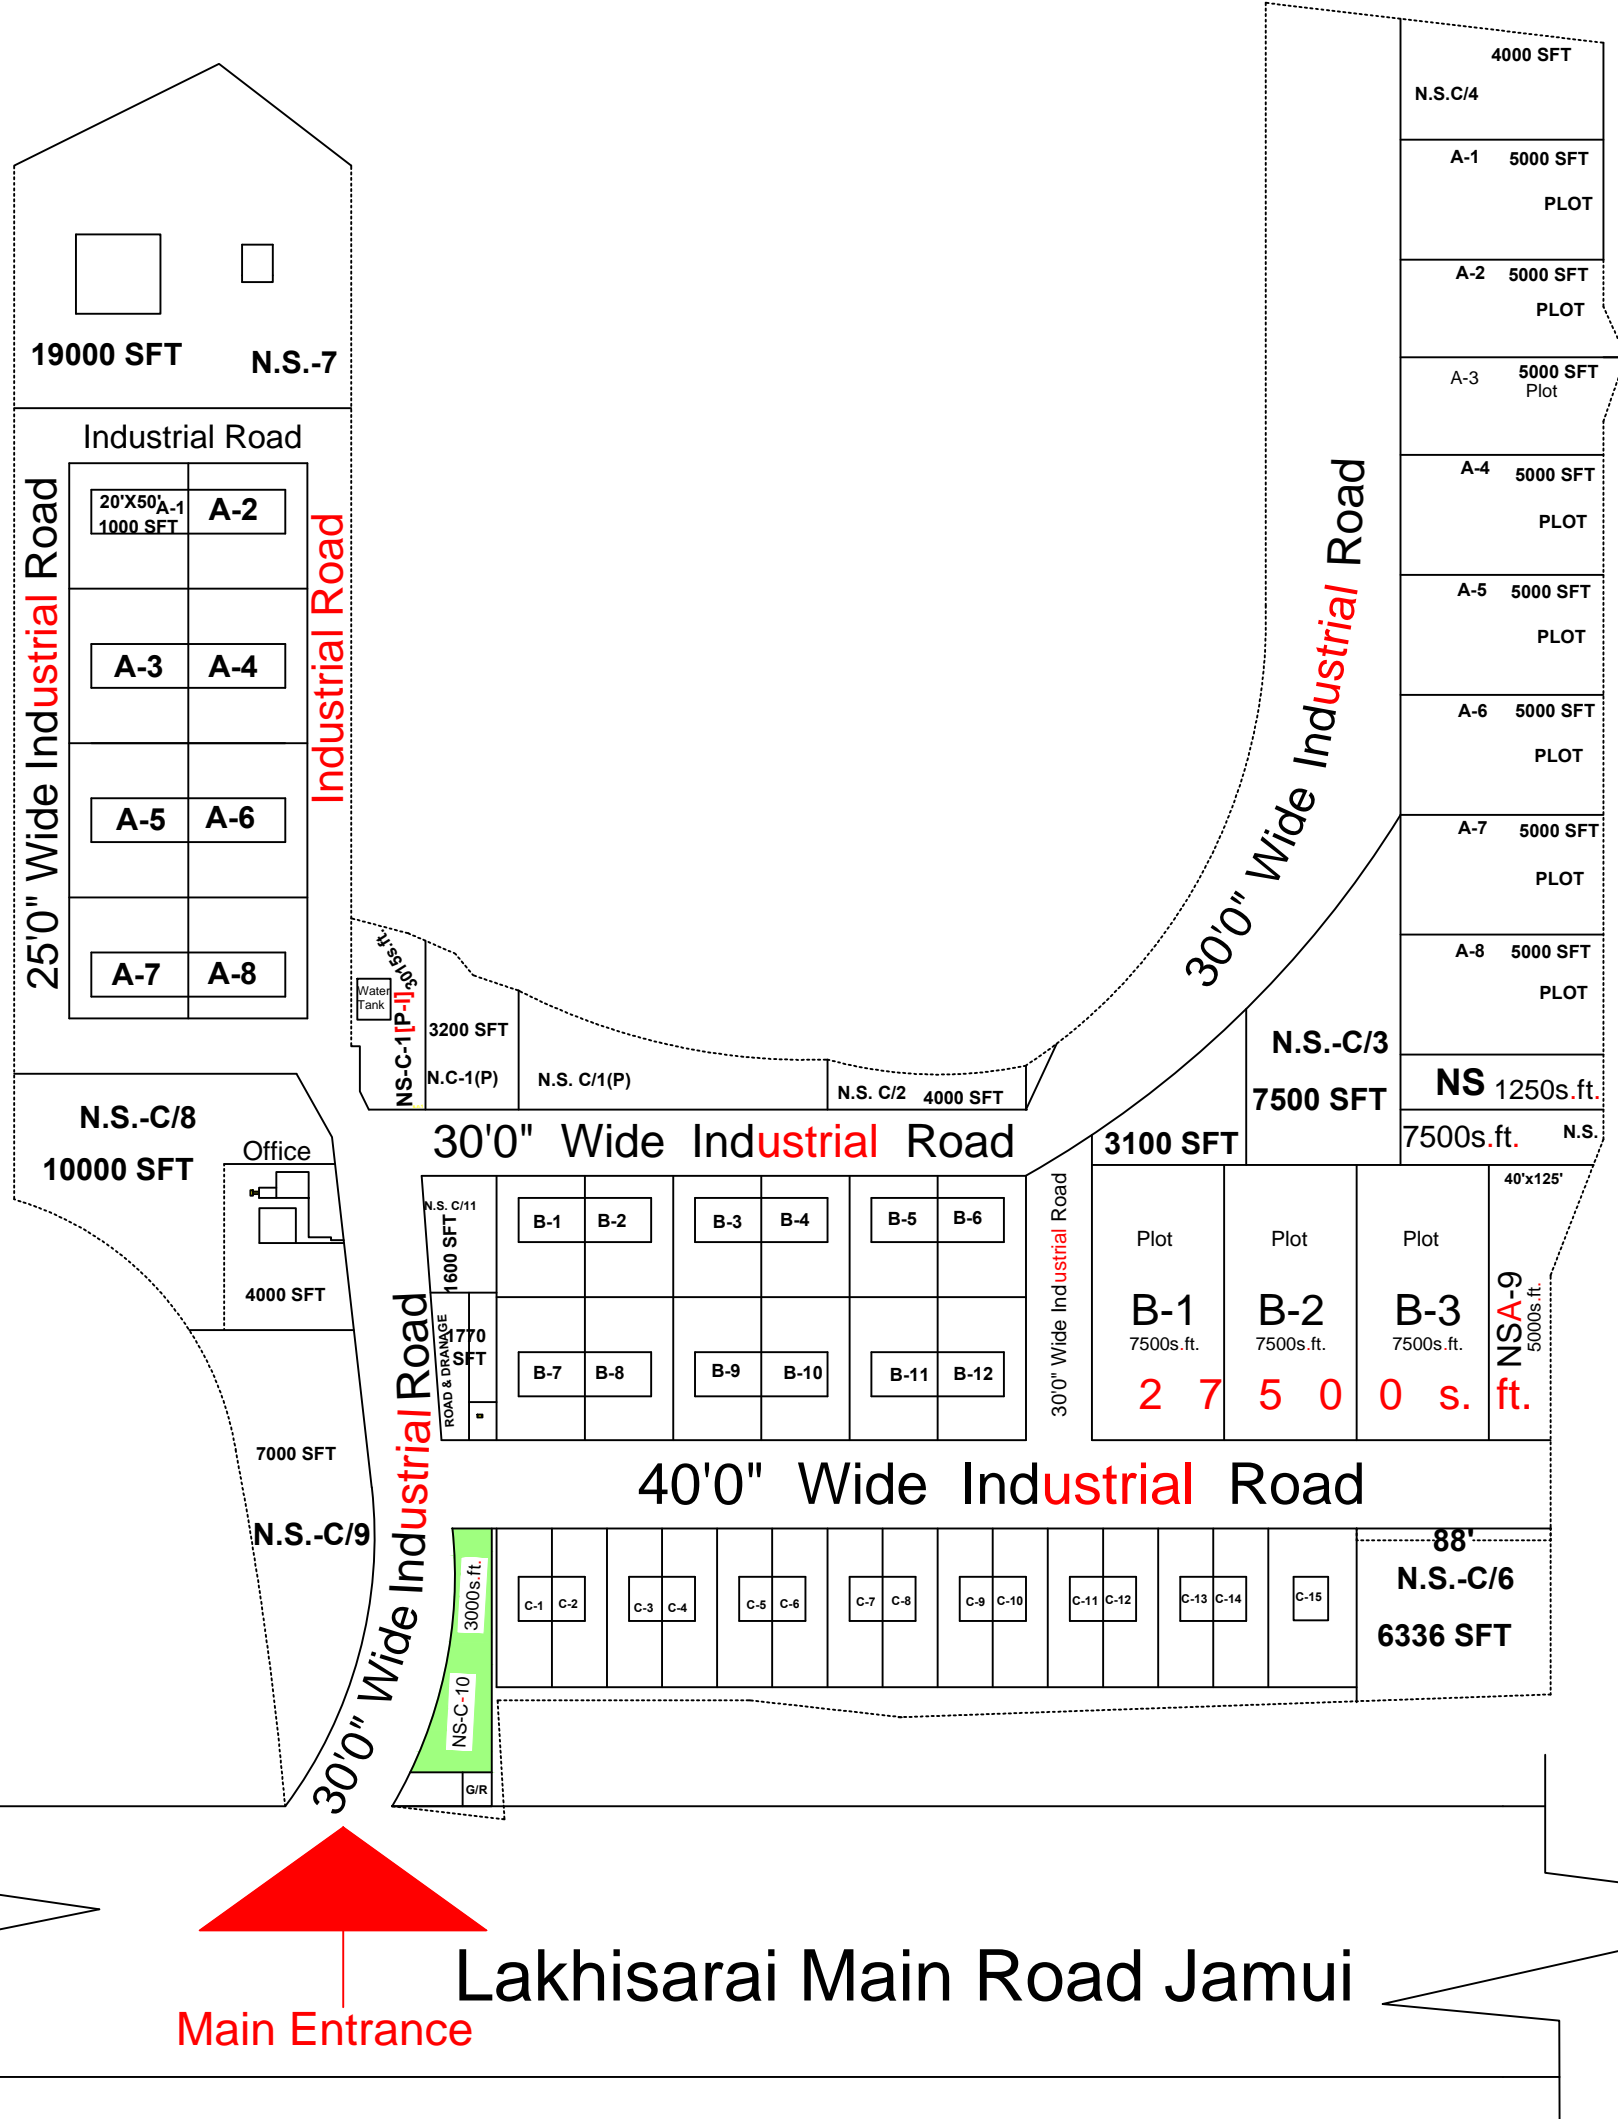 4000 SFT
N.S.C/4
A-1 5000 SFT
PLOT
A-2 5000 SFT
PLOT
A-3 5000 SFT
Plot
A-4 5000 SFT
PLOT
A-5 5000 SFT
PLOT
A-6 5000 SFT
PLOT
A-7 5000 SFT
PLOT
A-8 5000 SFT
PLOT
NS 1250s.ft.
7500s.ft. N.S.
19000 SFT N.S.-7
Industrial Road
25'0" Wide Industrial Road
Industrial Road
20'X50' A-1
1000 SFT
A-2
A-3 A-4
A-5 A-6
A-7 A-8
30'0" Wide Industrial Road
3015s.ft.
Water
Tank
NS-C-1[P-I]
3200 SFT
N.C-1(P)
N.S. C/1(P)
N.S. C/2 4000 SFT
N.S.-C/3
7500 SFT
3100 SFT
N.S.-C/8
10000 SFT
Office
4000 SFT
30'0" Wide Industrial Road
N.S. C/11
1600 SFT
B-1 B-2 B-3 B-4 B-5 B-6
ROAD & DRANAGE
1770
SFT
B-7 B-8 B-9 B-10 B-11 B-12
30'0" Wide Industrial Road
Plot Plot Plot
B-1 B-2 B-3
7500s.ft. 7500s.ft. 7500s.ft.
2 7 5 0 0 s. ft.
40'x125'
NSA-9
5000s.ft.
7000 SFT
N.S.-C/9
30'0" Wide Industrial Road
40'0" Wide Industrial Road
3000s.ft.
NS-C-10
G/R
C-1 C-2 C-3 C-4 C-5 C-6 C-7 C-8 C-9 C-10 C-11 C-12 C-13 C-14 C-15
88'
N.S.-C/6
6336 SFT
Lakhisarai Main Road Jamui
Main Entrance